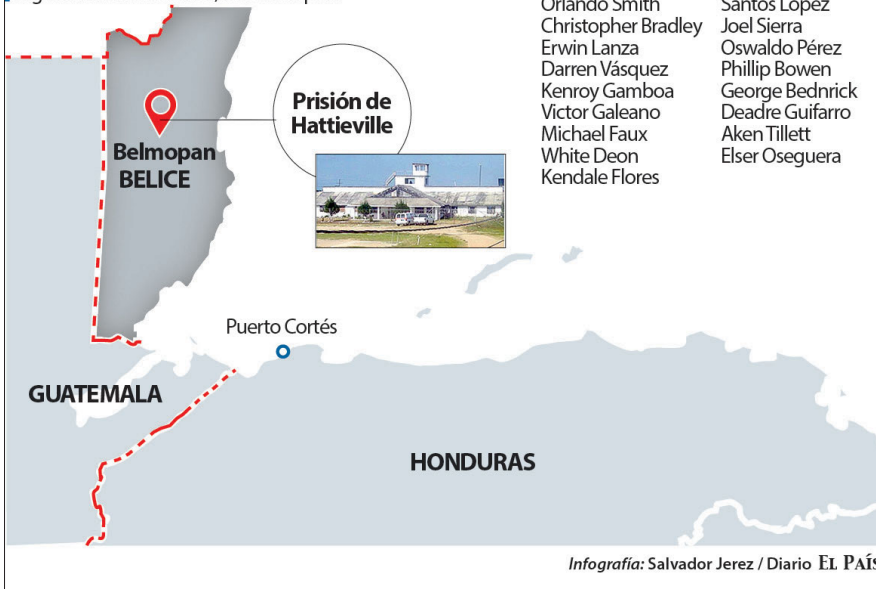 Orlando Smith
Christopher Bradley
Erwin Lanza
Darren Vásquez
Kenroy Gamboa
Victor Galeano
Michael Faux
White Deon
Kendale Flores
Santos López
Joel Sierra
Oswaldo Pérez
Phillip Bowen
George Bednrick
Deadre Guifarro
Aken Tillett
Elser Oseguera
Prisión de
Hattieville
Belmopan
BELICE
Puerto Cortés
GUATEMALA
HONDURAS
Infografía: Salvador Jerez / Diario EL PAÍS